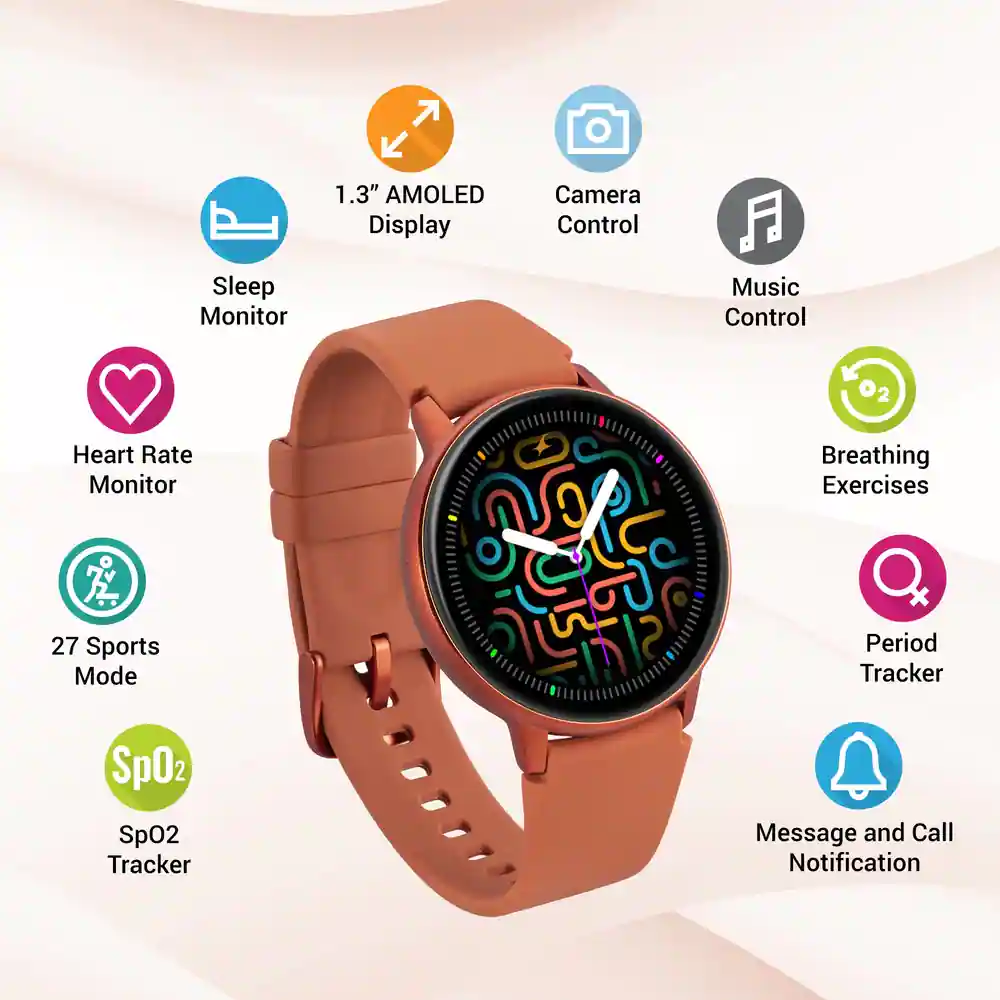 1.3” AMOLED
Display
Camera
Control
Sleep
Monitor
Music
Control
Heart Rate
Monitor
Breathing
Exercises
O2
27 Sports
Mode
Period
Tracker
SpO2
SpO2
Tracker
Message and Call
Notification